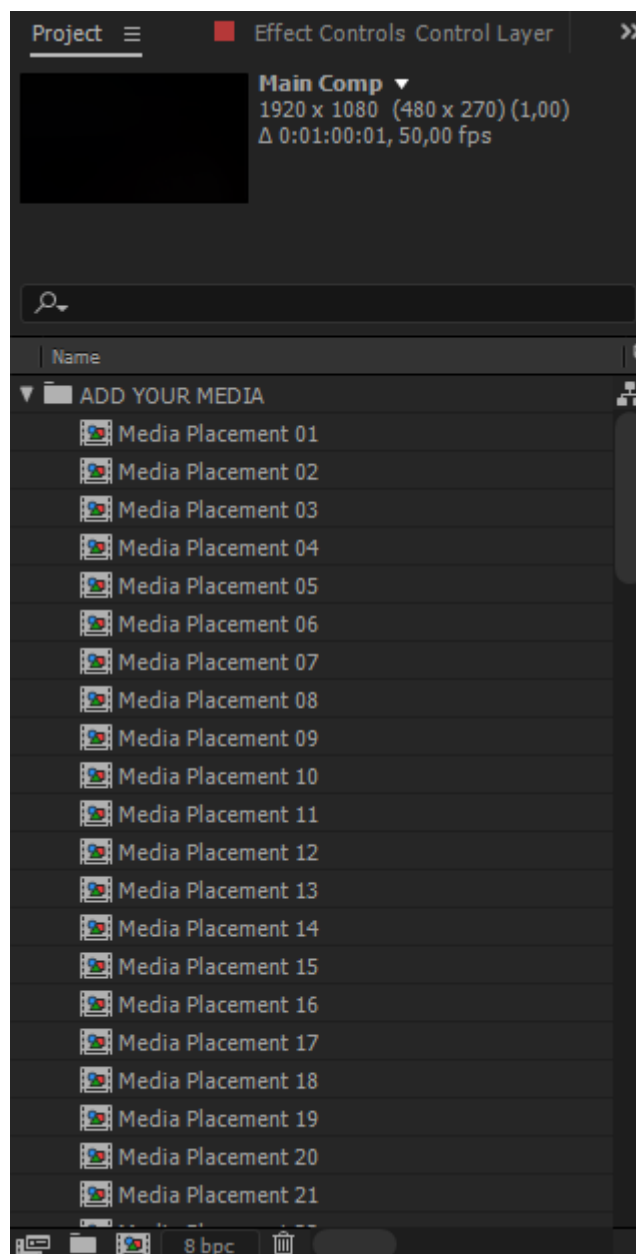 Project Effect Controls Control Layer
Main Comp
1920 x 1080 (480 x 270) (1,00)
Δ 0:01:00:01, 50,00 fps
Name
ADD YOUR MEDIA
Media Placement 01
Media Placement 02
Media Placement 03
Media Placement 04
Media Placement 05
Media Placement 06
Media Placement 07
Media Placement 08
Media Placement 09
Media Placement 10
Media Placement 11
Media Placement 12
Media Placement 13
Media Placement 14
Media Placement 15
Media Placement 16
Media Placement 17
Media Placement 18
Media Placement 19
Media Placement 20
Media Placement 21
8 bpc